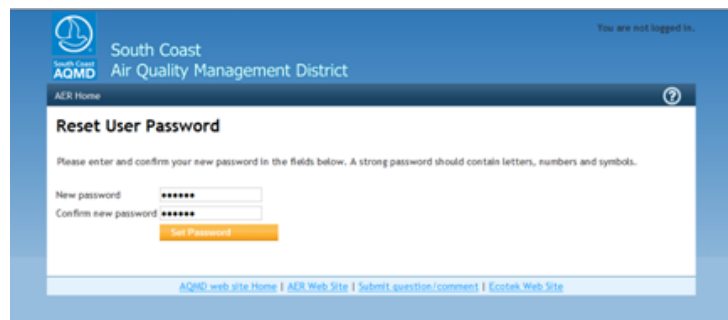 You are not logged in.
South Coast
AQMD
South Coast
Air Quality Management District
AER Home
?
Reset User Password
Please enter and confirm your new password in the fields below. A strong password should contain letters, numbers and symbols.
New password ••••••
Confirm new password ••••••
Set Password
AQMD web site Home | AER Web Site | Submit question/comment | Ecotek Web Site